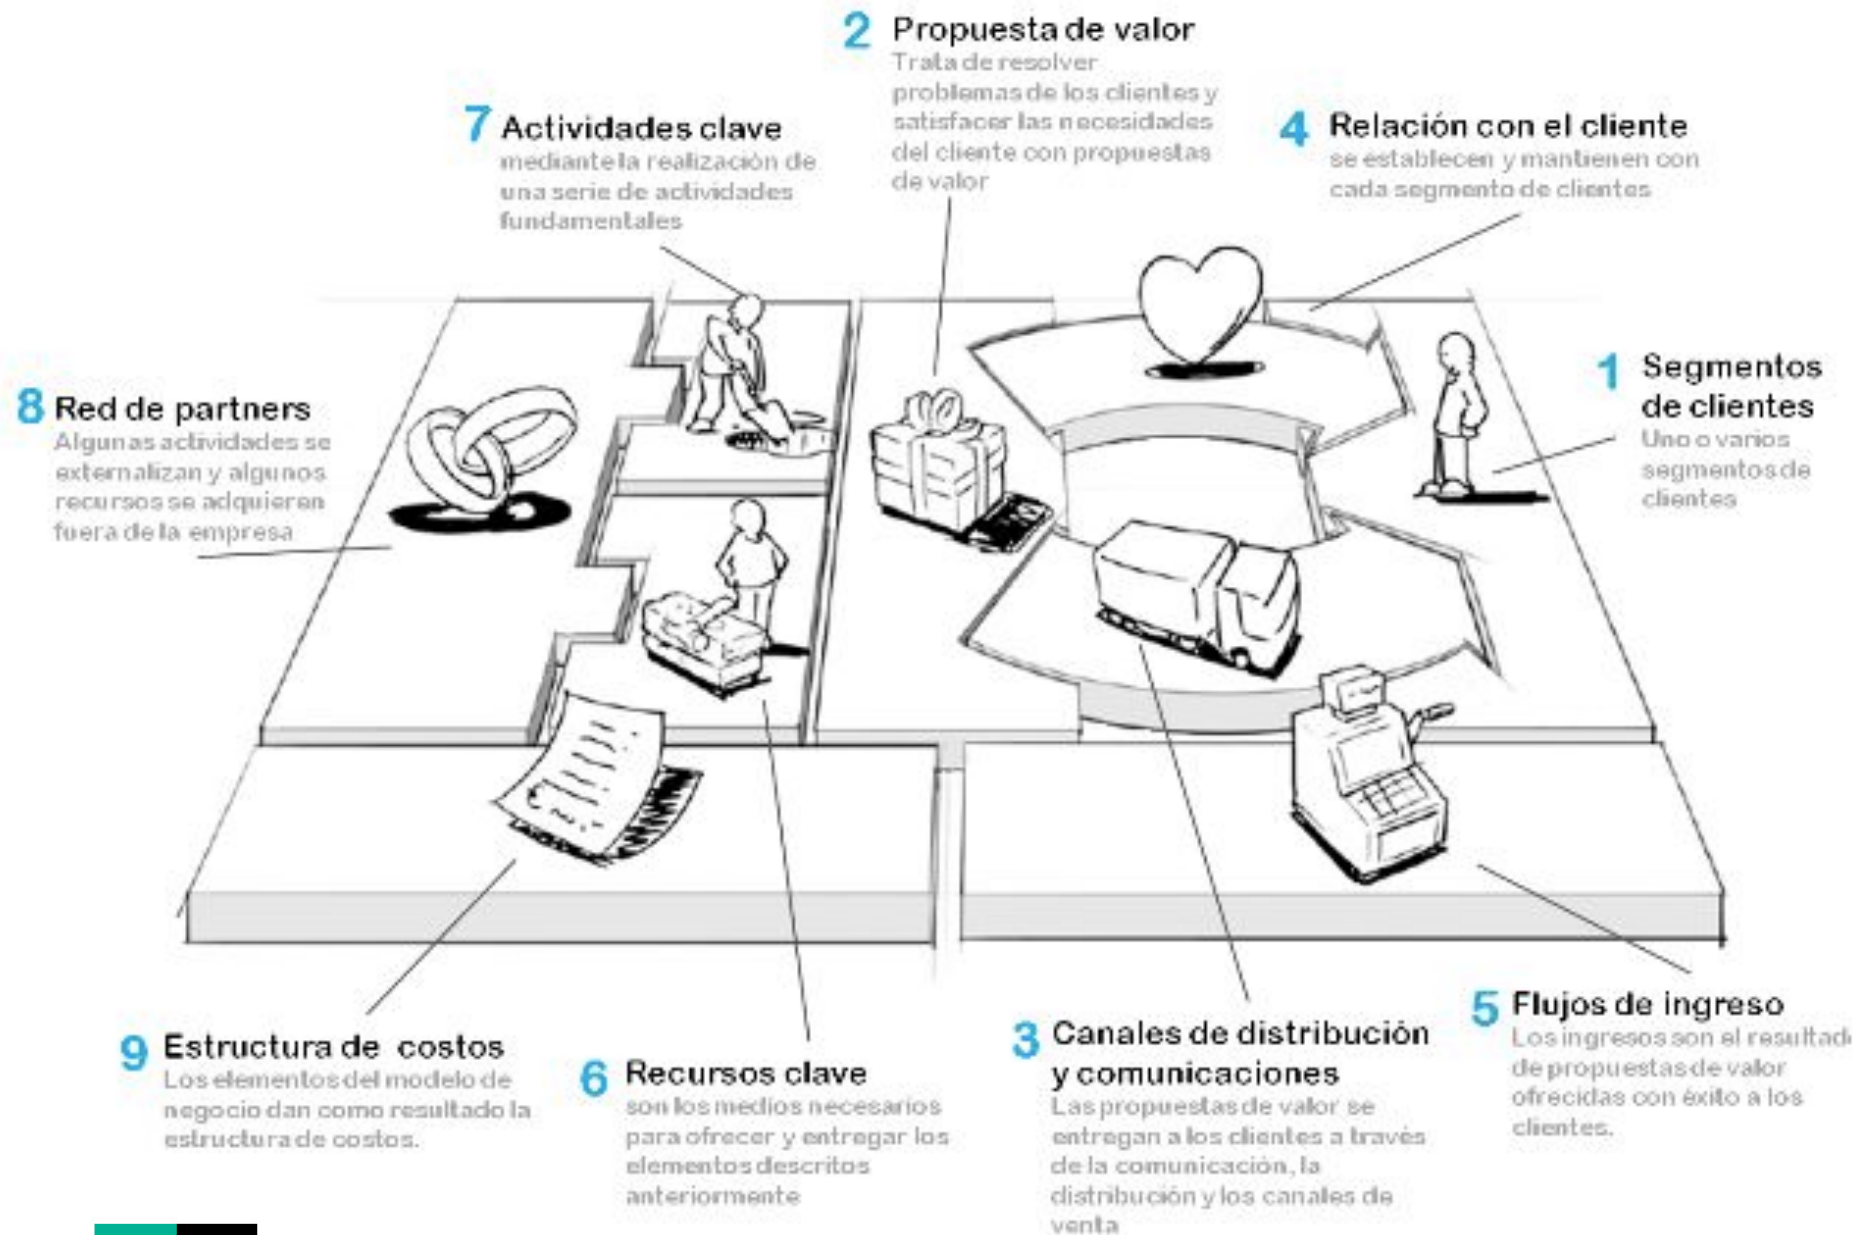 2 Propuesta de valor
Trata de resolver
problemas de los clientes y
satisfacer las necesidades
del cliente con propuestas
de valor
7 Actividades clave
mediante la realización de
una serie de actividades
fundamentales
4 Relación con el cliente
se establecen y mantienen con
cada segmento de clientes
1 Segmentos
de clientes
Uno o varios
segmentos de
clientes
8 Red de partners
Algunas actividades se
externalizan y algunos
recursos se adquieren
fuera de la empresa
9 Estructura de costos
Los elementos del modelo de
negocio dan como resultado la
estructura de costos.
6 Recursos clave
son los medios necesarios
para ofrecer y entregar los
elementos descritos
anteriormente
3 Canales de distribución
y comunicaciones
Las propuestas de valor se
entregan a los clientes a través
de la comunicación, la
distribución y los canales de
venta
5 Flujos de ingreso
Los ingresos son el resultad
de propuestas de valor
ofrecidas con éxito a los
clientes.